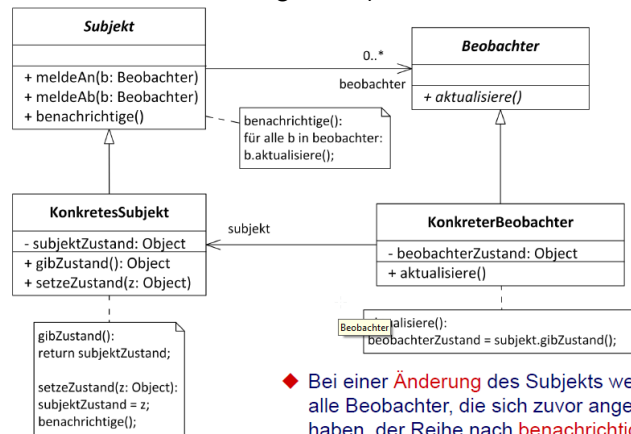 Subjekt
+ meldeAn(b: Beobachter)
+ meldeAb(b: Beobachter)
+ benachrichtige()
0..*
beobachter
Beobachter
+ aktualisiere()
benachrichtige():
für alle b in beobachter:
b.aktualisiere();
KonkretesSubjekt
- subjektZustand: Object
+ gibZustand(): Object
+ setzeZustand(z: Object)
subjekt
KonkreterBeobachter
- beobachterZustand: Object
+ aktualisiere()
gibZustand():
return subjektZustand;
setzeZustand(z: Object):
subjektZustand = z;
benachrichtige();
Beobachter
alisiere():
beobachterZustand = subjekt.gibZustand();
Bei einer Änderung des Subjekts we
alle Beobachter, die sich zuvor ange
haben, der Reihe nach benachrichtig